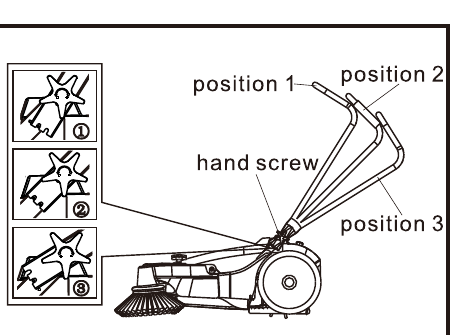 position 1
position 2
hand screw
position 3
①
②
③